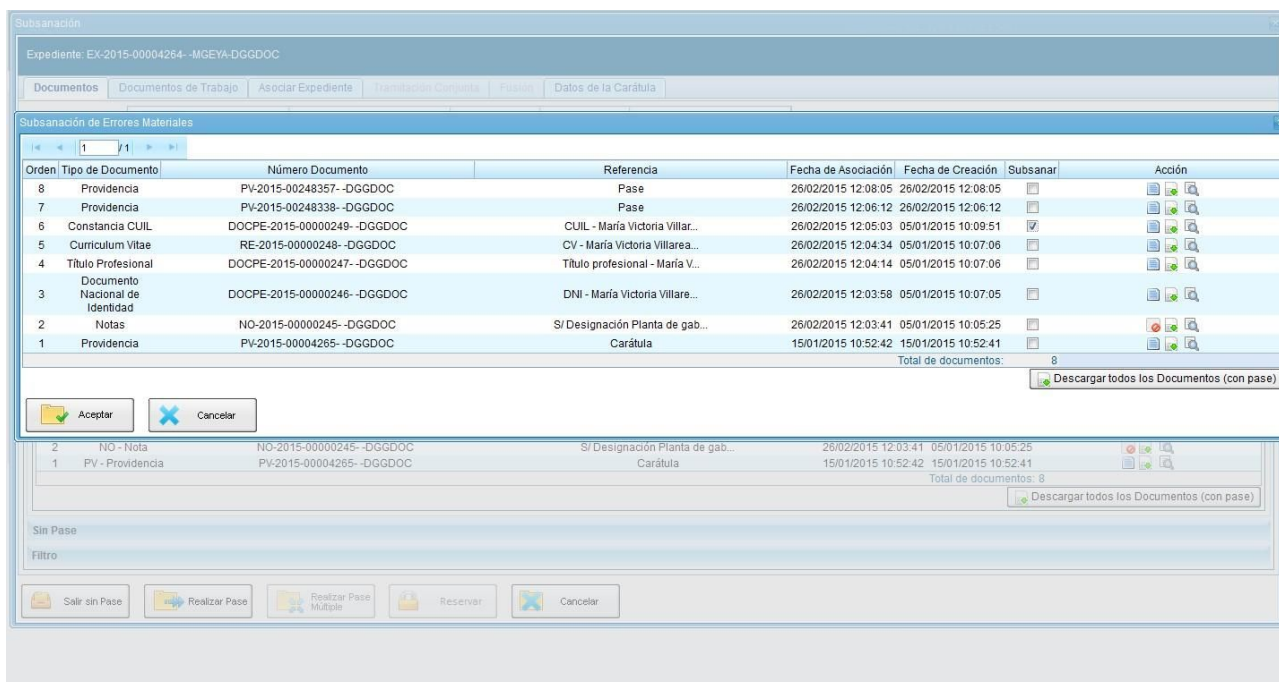 Subsanación
Expediente: EX-2015-00004264- -MGEYA-DGGDOC
Documentos Documentos de Trabajo Asociar Expediente Tramitación Conjunta Fusión Datos de la Carátula
Subsanación de Errores Materiales
1 / 1
Orden Tipo de Documento Número Documento Referencia Fecha de Asociación Fecha de Creación Subsanar Acción
8 Providencia PV-2015-00248357- -DGGDOC Pase 26/02/2015 12:08:05 26/02/2015 12:08:05
7 Providencia PV-2015-00248338- -DGGDOC Pase 26/02/2015 12:06:12 26/02/2015 12:06:12
6 Constancia CUIL DOCPE-2015-00000249- -DGGDOC CUIL - María Victoria Villar... 26/02/2015 12:05:03 05/01/2015 10:09:51
5 Curriculum Vitae RE-2015-00000248- -DGGDOC CV - María Victoria Villarea... 26/02/2015 12:04:34 05/01/2015 10:07:06
4 Título Profesional DOCPE-2015-00000247- -DGGDOC Título profesional - María V... 26/02/2015 12:04:14 05/01/2015 10:07:06
3 Documento Nacional de Identidad DOCPE-2015-00000246- -DGGDOC DNI - María Victoria Villare... 26/02/2015 12:03:58 05/01/2015 10:07:05
2 Notas NO-2015-00000245- -DGGDOC S/ Designación Planta de gab... 26/02/2015 12:03:41 05/01/2015 10:05:25
1 Providencia PV-2015-00004265- -DGGDOC Carátula 15/01/2015 10:52:42 15/01/2015 10:52:41
Total de documentos: 8
Descargar todos los Documentos (con pase)
Aceptar Cancelar
2 NO - Nota NO-2015-00000245- -DGGDOC S/ Designación Planta de gab... 26/02/2015 12:03:41 05/01/2015 10:05:25
1 PV - Providencia PV-2015-00004265- -DGGDOC Carátula 15/01/2015 10:52:42 15/01/2015 10:52:41
Total de documentos: 8
Descargar todos los Documentos (con pase)
Sin Pase
Filtro
Salir sin Pase Realizar Pase Realizar Pase Múltiple Reservar Cancelar